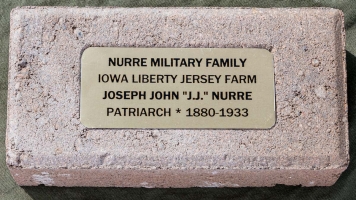 NURRE MILITARY FAMILY
IOWA LIBERTY JERSEY FARM
JOSEPH JOHN "J.J." NURRE
PATRIARCH * 1880-1933